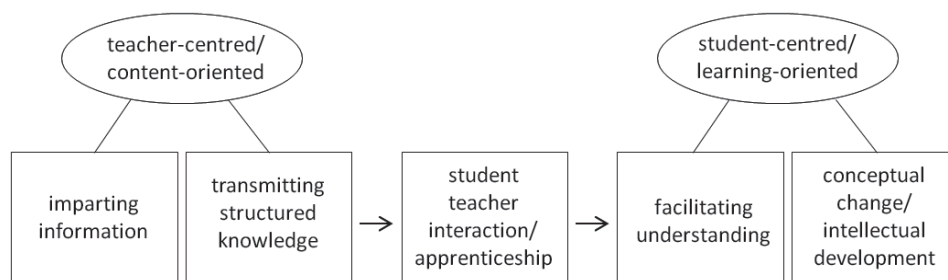 teacher-centred/
content-oriented
student-centred/
learning-oriented
imparting
information
transmitting
structured
knowledge
student
teacher
interaction/
apprenticeship
facilitating
understanding
conceptual
change/
intellectual
development